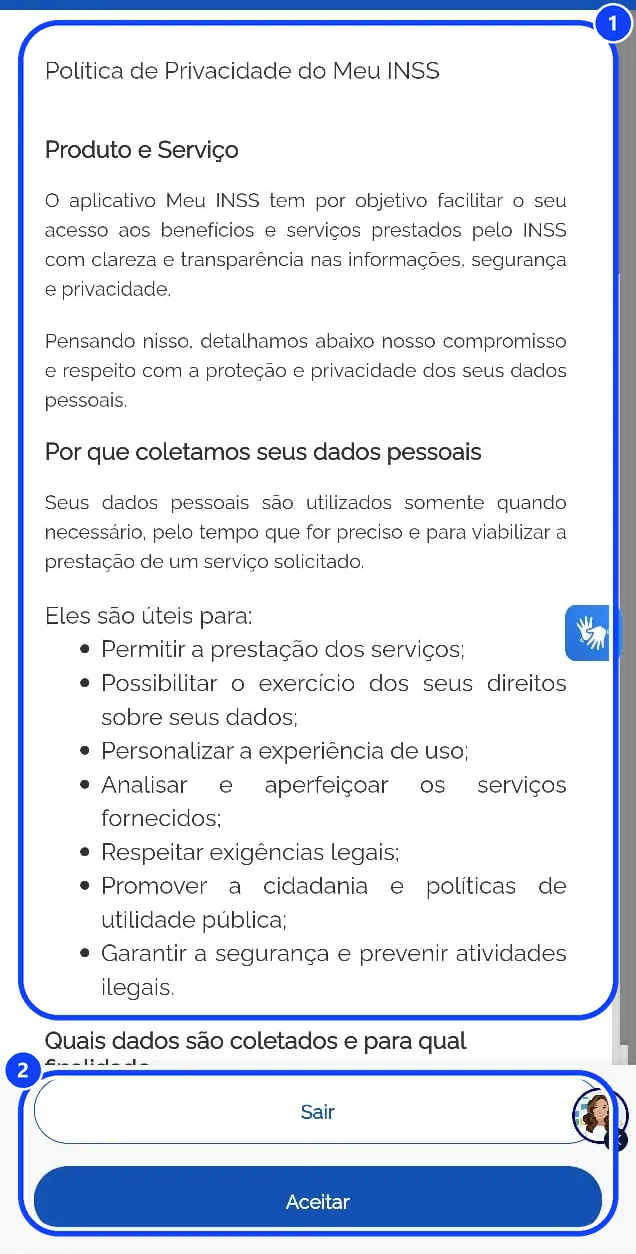 1
Política de Privacidade do Meu INSS
Produto e Serviço
O aplicativo Meu INSS tem por objetivo facilitar o seu
acesso aos benefícios e serviços prestados pelo INSS
com clareza e transparência nas informações, segurança
e privacidade.
Pensando nisso, detalhamos abaixo nosso compromisso
e respeito com a proteção e privacidade dos seus dados
pessoais.
Por que coletamos seus dados pessoais
Seus dados pessoais são utilizados somente quando
necessário, pelo tempo que for preciso e para viabilizar a
prestação de um serviço solicitado.
Eles são úteis para:
• Permitir a prestação dos serviços;
• Possibilitar o exercício dos seus direitos
sobre seus dados;
• Personalizar a experiência de uso;
• Analisar e aperfeiçoar os serviços
fornecidos;
• Respeitar exigências legais;
• Promover a cidadania e políticas de
utilidade pública;
• Garantir a segurança e prevenir atividades
ilegais.
Quais dados são coletados e para qual
2
Sair
Aceitar